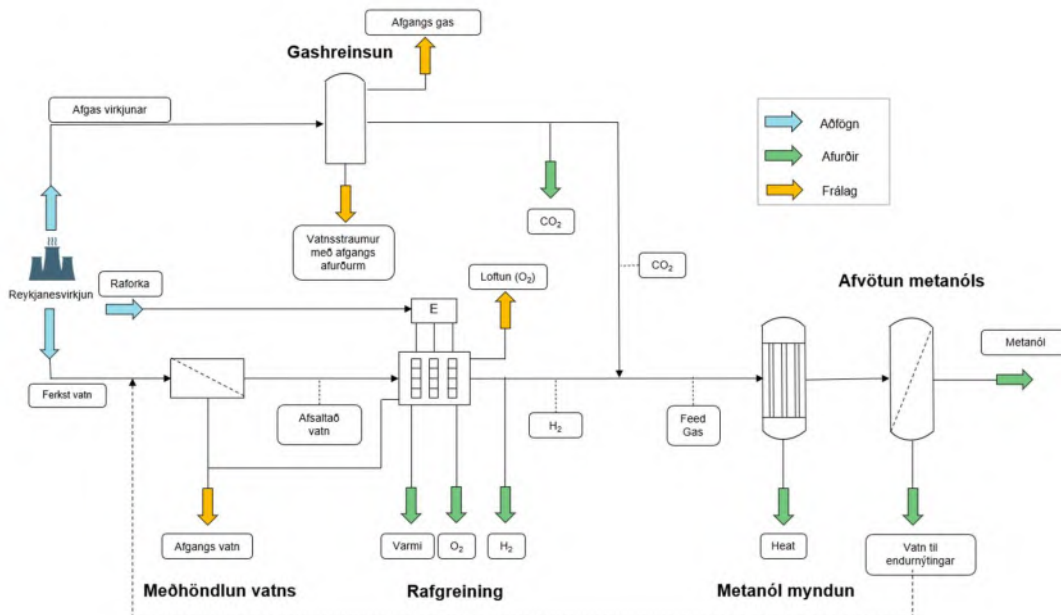 Afgangs gas
Gashreinsun
Afgas virkjunar
Aðfögn
Afurðir
Frálag
CO₂
Vatnsstraumur
með afgangs
afurðurm
Reykjanesvirkjun
Raforka
Loftun (O₂)
CO₂
Afvötun metanóls
E
Metanól
Ferkst vatn
Afsaltað
vatn
H₂
Feed
Gas
Afgangs vatn
Varmi
O₂
H₂
Heat
Vatn til
endurnýtingar
Meðhöndlun vatns
Rafgreining
Metanól myndun